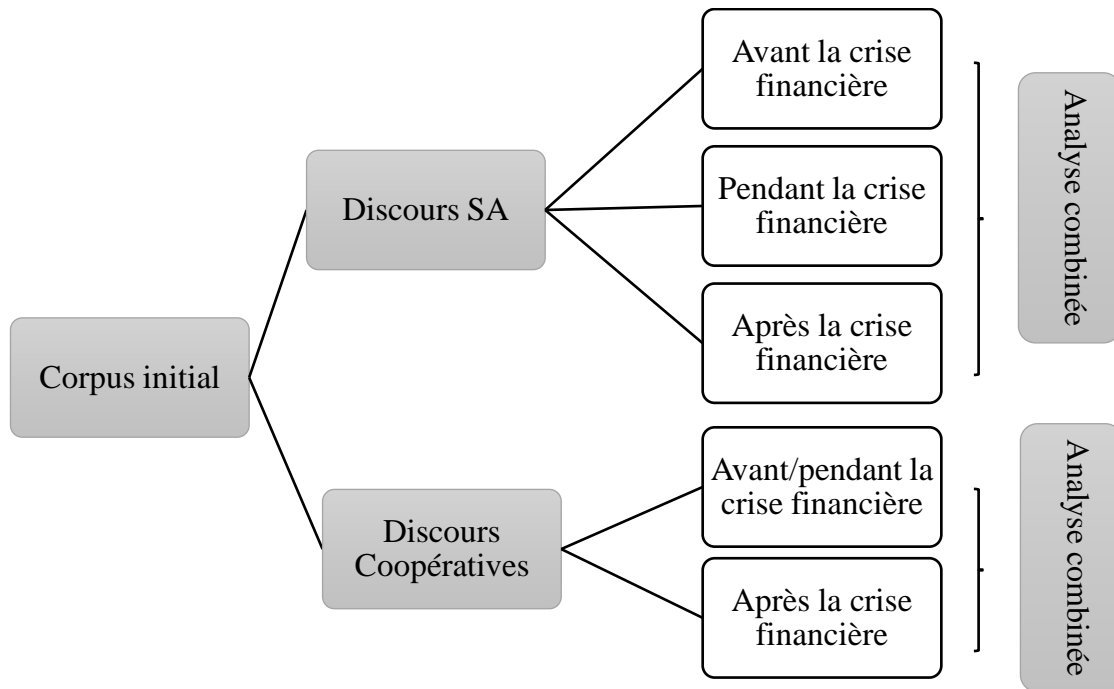 Corpus initial
Discours SA
Avant la crise
financière
Pendant la crise
financière
Après la crise
financière
Analyse combinée
Discours
Coopératives
Avant/pendant la
crise financière
Après la crise
financière
Analyse combinée